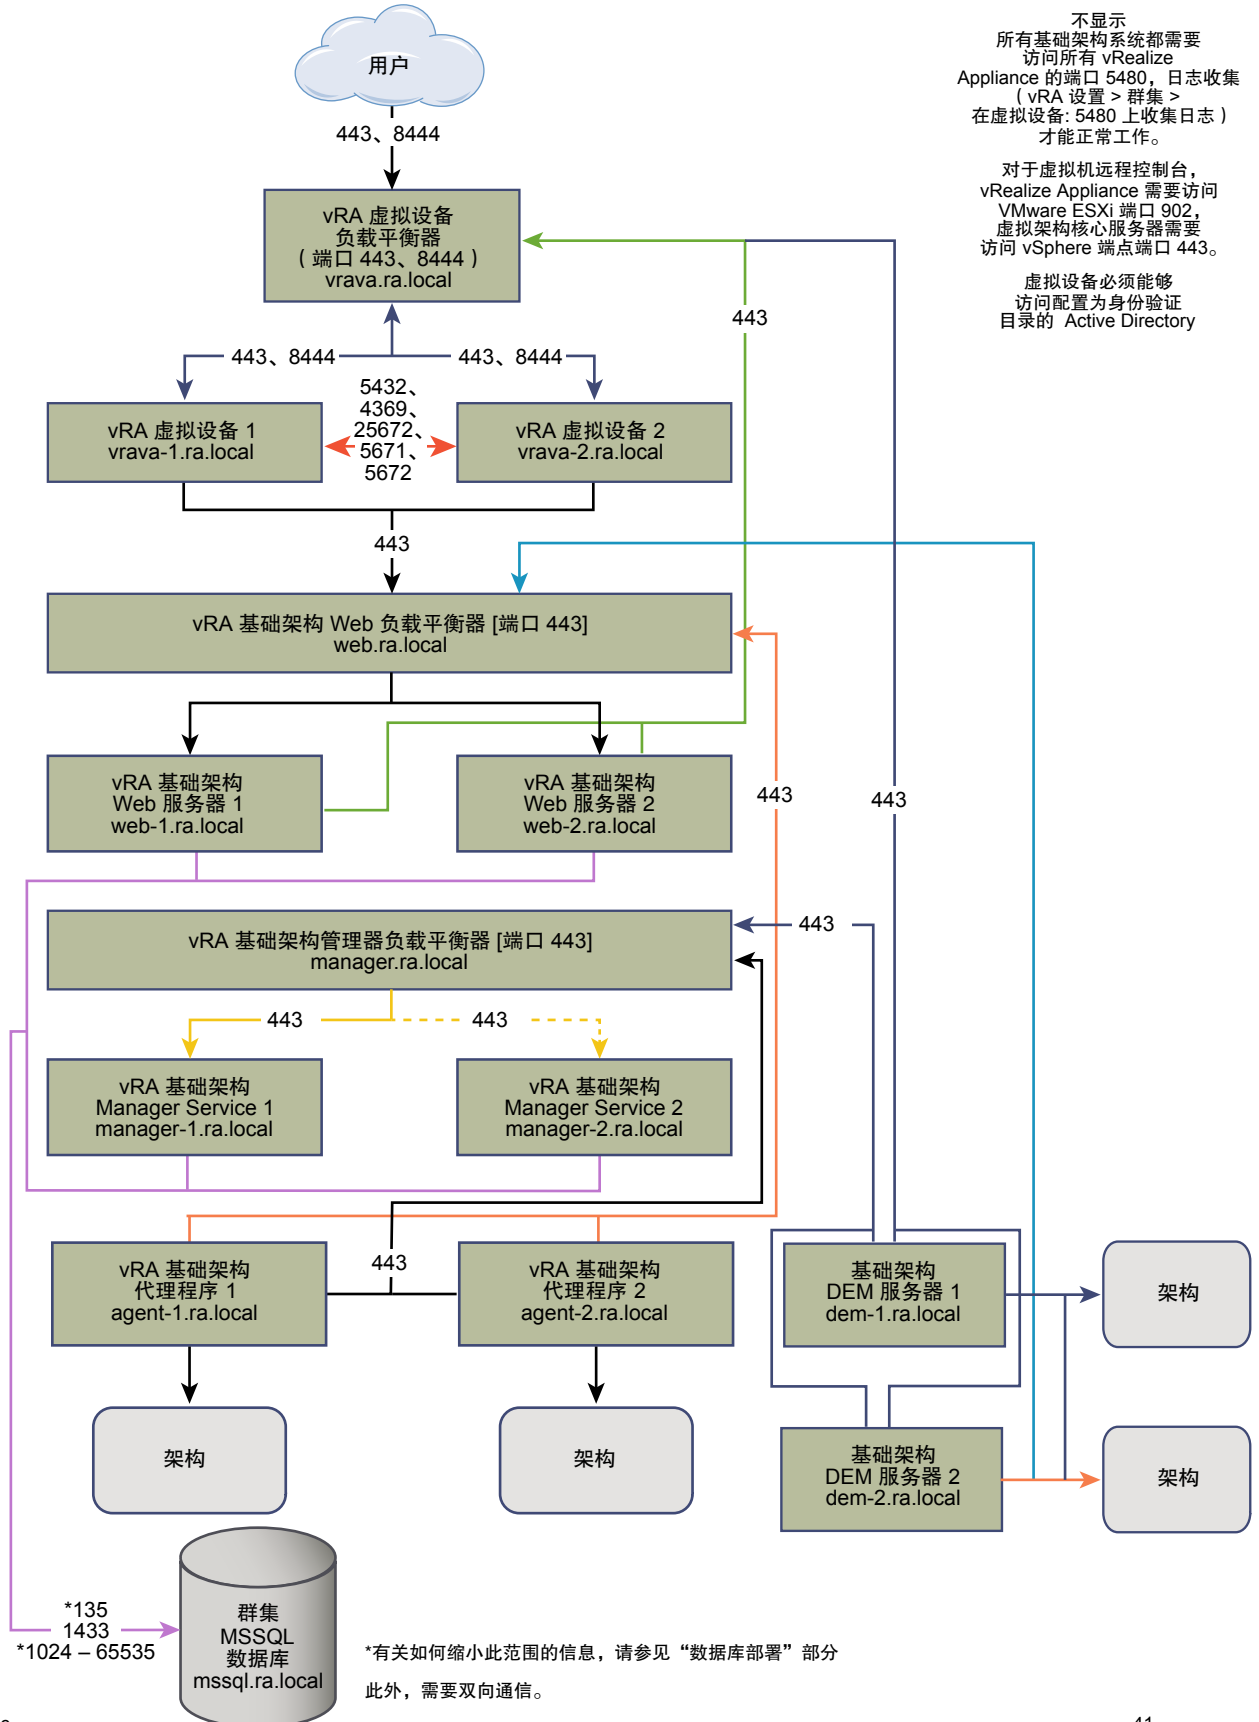 用户
443、8444
vRA 虚拟设备
负载平衡器
（端口 443、8444）
vrava.ra.local
不显示
所有基础架构系统都需要
访问所有 vRealize
Appliance 的端口 5480，日志收集
（vRA 设置 > 群集 >
在虚拟设备: 5480 上收集日志）
才能正常工作。
对于虚拟机远程控制台，
vRealize Appliance 需要访问
VMware ESXi 端口 902，
虚拟架构核心服务器需要
访问 vSphere 端点端口 443。
虚拟设备必须能够
访问配置为身份验证
目录的 Active Directory
443
443、8444
443、8444
vRA 虚拟设备 1
vrava-1.ra.local
5432、
4369、
25672、
5671、
5672
vRA 虚拟设备 2
vrava-2.ra.local
443
vRA 基础架构 Web 负载平衡器 [端口 443]
web.ra.local
vRA 基础架构
Web 服务器 1
web-1.ra.local
vRA 基础架构
Web 服务器 2
web-2.ra.local
443
443
vRA 基础架构管理器负载平衡器 [端口 443]
manager.ra.local
443
443
443
vRA 基础架构
Manager Service 1
manager-1.ra.local
vRA 基础架构
Manager Service 2
manager-2.ra.local
vRA 基础架构
代理程序 1
agent-1.ra.local
443
vRA 基础架构
代理程序 2
agent-2.ra.local
基础架构
DEM 服务器 1
dem-1.ra.local
架构
架构
架构
基础架构
DEM 服务器 2
dem-2.ra.local
架构
*135
1433
*1024 – 65535
群集
MSSQL
数据库
mssql.ra.local
*有关如何缩小此范围的信息，请参见“数据库部署”部分
此外，需要双向通信。